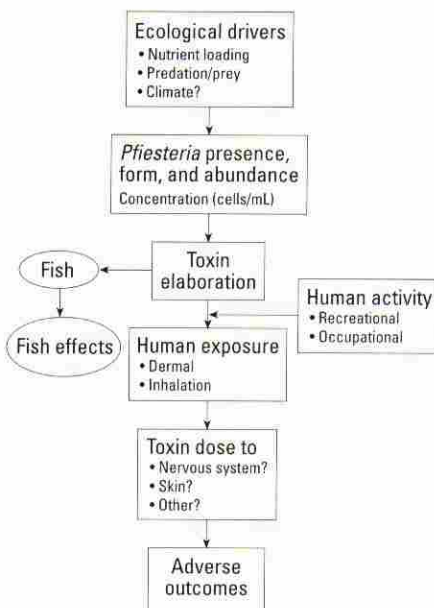 Ecological drivers
• Nutrient loading
• Predation/prey
• Climate?
Pfiesteria presence,
form, and abundance
Concentration (cells/mL)
Toxin
elaboration
Fish
Fish effects
Human activity
• Recreational
• Occupational
Human exposure
• Dermal
• Inhalation
Toxin dose to
• Nervous system?
• Skin?
• Other?
Adverse
outcomes